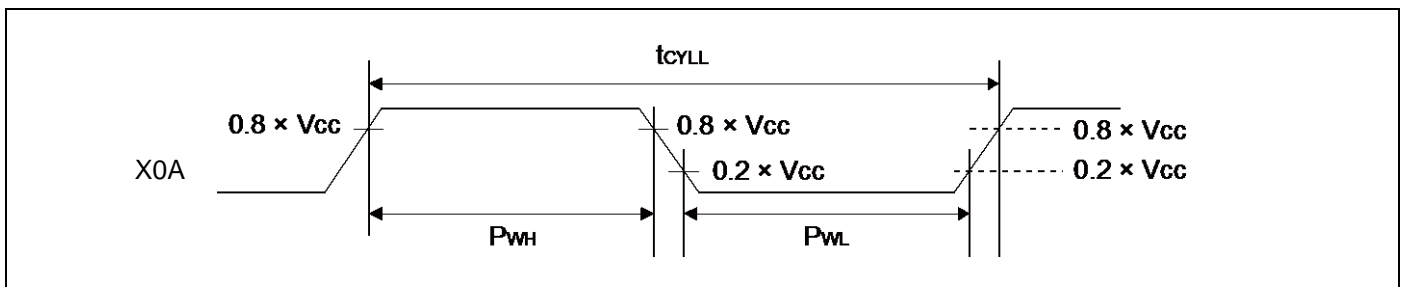 tCYLL
0.8 × Vcc
0.8 × Vcc
0.8 × Vcc
X0A
0.2 × Vcc
0.2 × Vcc
PWH
PWL